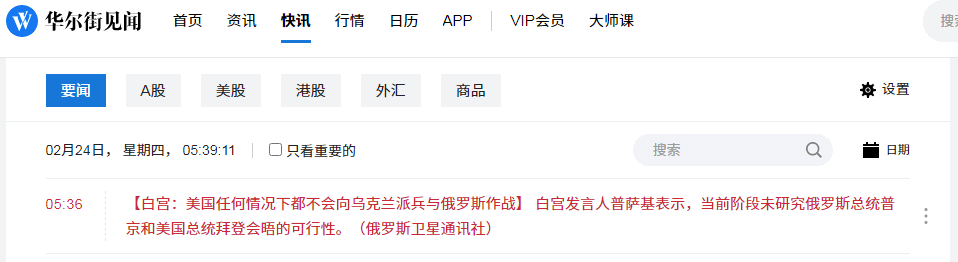 华尔街见闻 首页 资讯 快讯 行情 日历 APP VIP会员 大师课 搜索
要闻 A股 美股 港股 外汇 商品 设置
02月24日， 星期四， 05:39:11 只看重要的 搜索 日期
05:36 【白宫：美国任何情况下都不会向乌克兰派兵与俄罗斯作战】 白宫发言人普萨基表示，当前阶段未研究俄罗斯总统普
京和美国总统拜登会晤的可行性。（俄罗斯卫星通讯社）